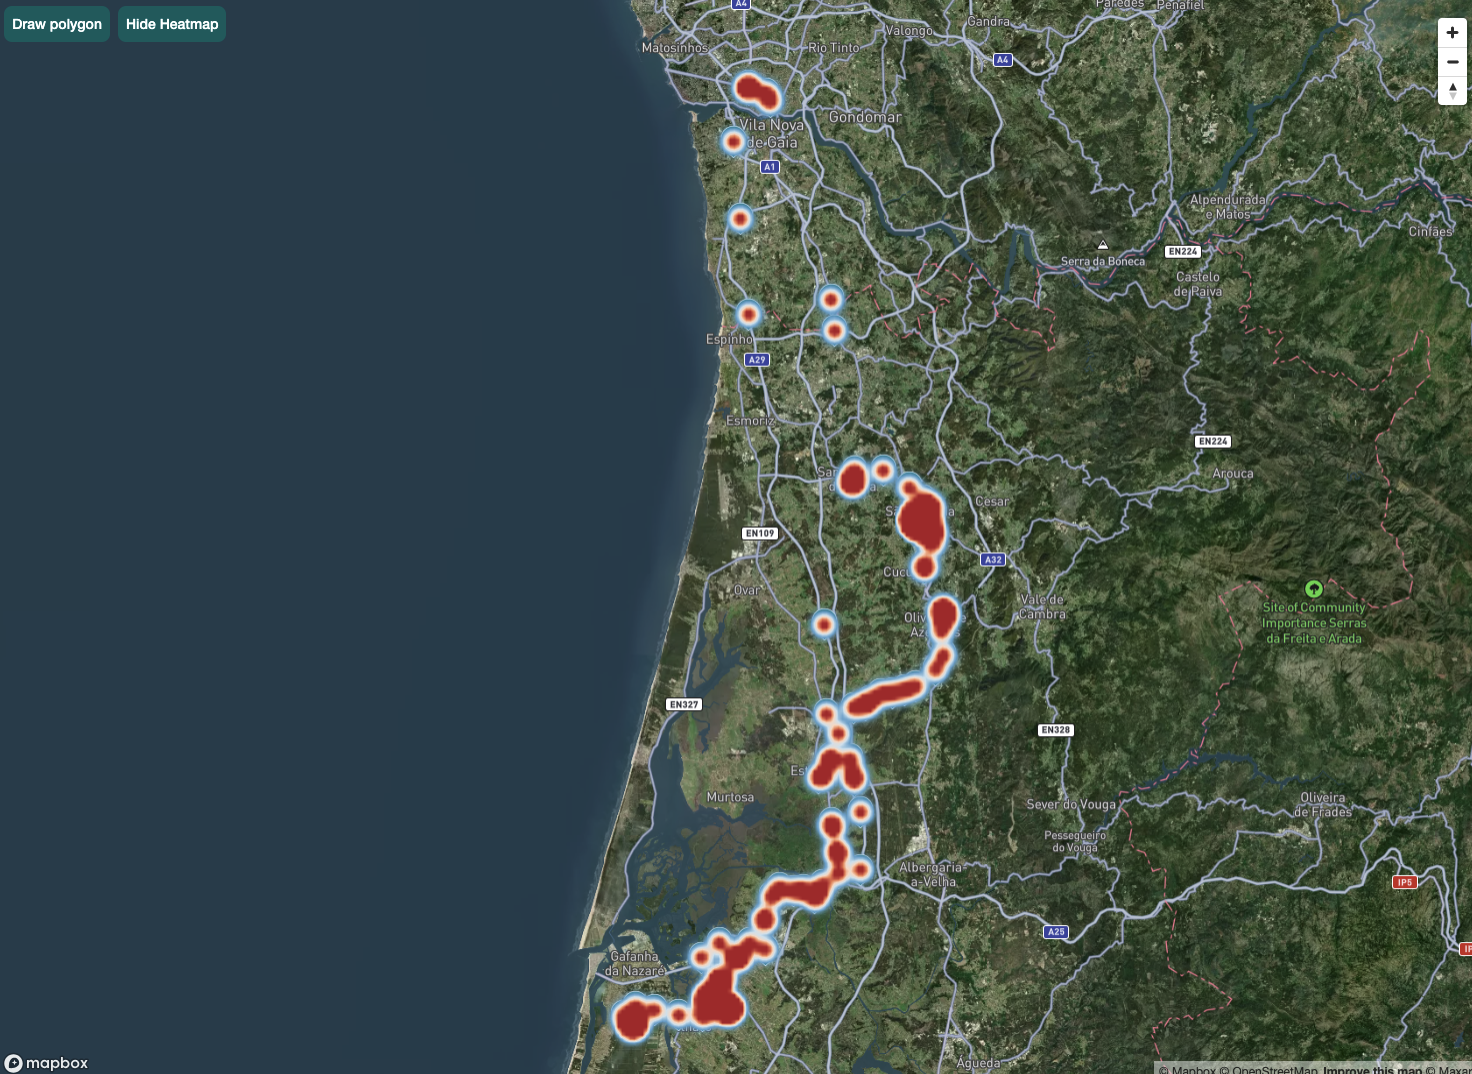 Draw polygon
Hide Heatmap
A4
Paredes
Penafiel
Gandra
Valongo
Matosinhos
Rio Tinto
A4
Gondomar
Vila Nova
de Gaia
A1
Alpendurada
e Matos
Cinfães
Serra da Boneca
EN224
Castelo
de Paiva
Espinho
A29
Esmoriz
EN224
Arouca
Cesar
EN109
A32
Ovar
Vale de
Cambra
Site of Community
Importance Serras
da Freita e Arada
EN327
EN328
Murtosa
Sever do Vouga
Oliveira
de Frades
Pessegueiro
do Vouga
Albergaria-
a-Velha
IP5
A25
Gafanha
da Nazaré
Águeda
mapbox
© Mapbox © OpenStreetMap Improve this map © Maxar